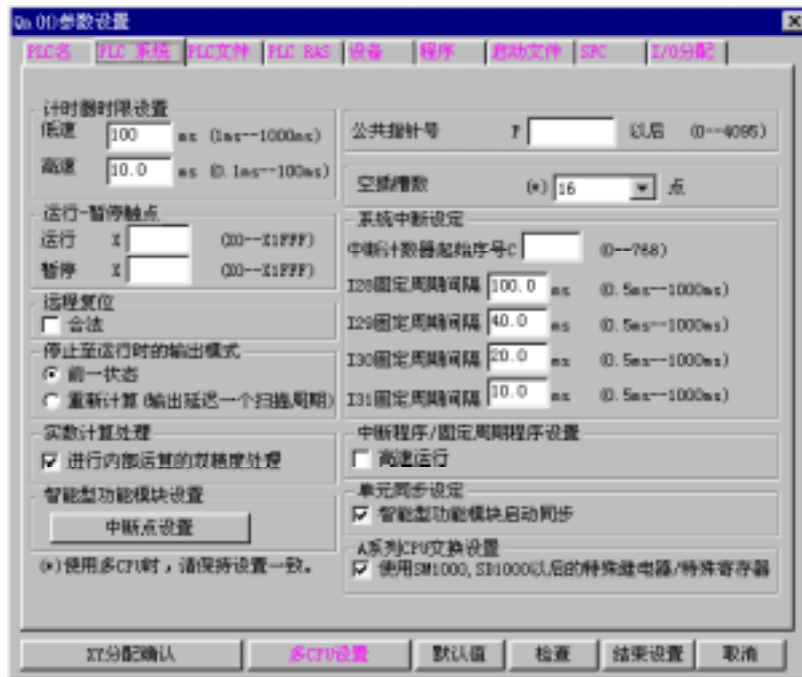 Qn(H)参数设置
PLC名 PLC 系统 PLC文件 PLC RAS 设备 程序 启动文件 SFC I/O分配
计时器时限设置
低速 100 ms (1ms--1000ms)
高速 10.0 ms (0.1ms--100ms)
运行-暂停触点
运行 X (X0--X1FFF)
暂停 X (X0--X1FFF)
远程复位
合法
停止至运行时的输出模式
前一状态
重新计算(输出延迟一个扫描周期)
实数计算处理
进行内部运算的双精度处理
智能型功能模块设置
中断点设置
(*)使用多CPU时，请保持设置一致。
公共指针号 P 以后 (0--4095)
空插槽数 (*) 16 点
系统中断设定
中断计数器起始序号C (0--768)
I28固定周期间隔 100.0 ms (0.5ms--1000ms)
I29固定周期间隔 40.0 ms (0.5ms--1000ms)
I30固定周期间隔 20.0 ms (0.5ms--1000ms)
I31固定周期间隔 10.0 ms (0.5ms--1000ms)
中断程序/固定周期程序设置
高速运行
单元同步设定
智能型功能模块启动同步
A系列CPU交换设置
使用SM1000,SD1000以后的特殊继电器/特殊寄存器
XY分配确认 多CPU设置 默认值 检查 结束设置 取消